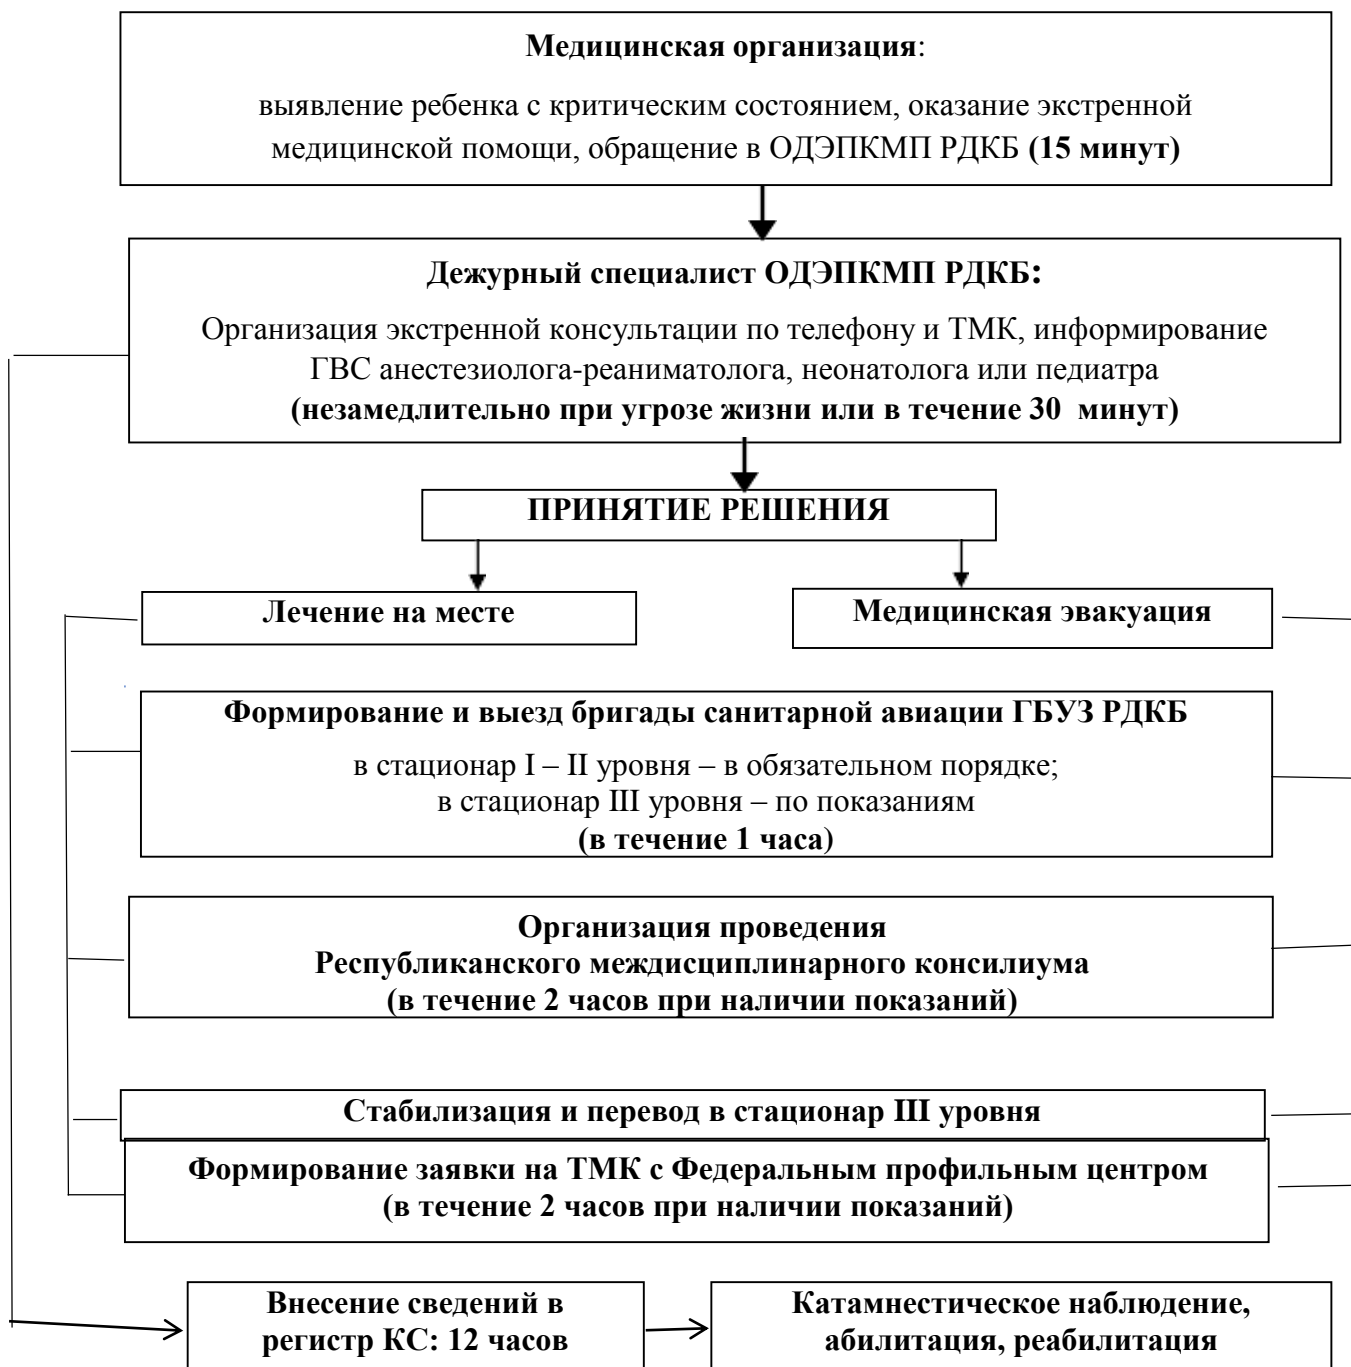 Медицинская организация:
выявление ребенка с критическим состоянием, оказание экстренной
медицинской помощи, обращение в ОДЭПКМП РДКБ (15 минут)
Дежурный специалист ОДЭПКМП РДКБ:
Организация экстренной консультации по телефону и ТМК, информирование
ГВС анестезиолога-реаниматолога, неонатолога или педиатра
(незамедлительно при угрозе жизни или в течение 30 минут)
ПРИНЯТИЕ РЕШЕНИЯ
Лечение на месте
Медицинская эвакуация
Формирование и выезд бригады санитарной авиации ГБУЗ РДКБ
в стационар I – II уровня – в обязательном порядке;
в стационар III уровня – по показаниям
(в течение 1 часа)
Организация проведения
Республиканского междисциплинарного консилиума
(в течение 2 часов при наличии показаний)
Стабилизация и перевод в стационар III уровня
Формирование заявки на ТМК с Федеральным профильным центром
(в течение 2 часов при наличии показаний)
Внесение сведений в
регистр КС: 12 часов
Катамнестическое наблюдение,
абилитация, реабилитация